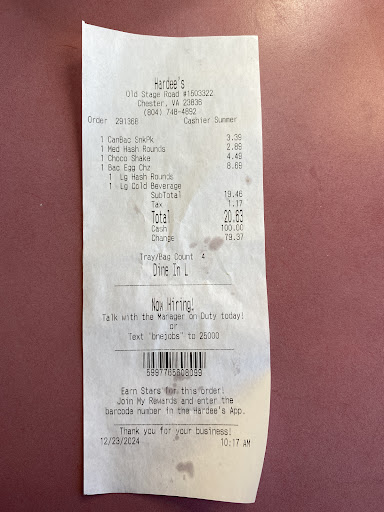 Hardee's
Old Stage Road #1503322
Chester, VA 23836
(804) 748-4692
Order 291366 Cashier Summer
1 CanBac SnkPk 3.39
1 Med Hash Rounds 2.89
1 Choco Shake 4.49
1 Bac Egg Chz 8.69
1 Lg Hash Rounds
1 Lg Cold Beverage
SubTotal 19.46
Tax 1.17
Total 20.63
Cash 100.00
Change 79.37
Tray/Bag Count 4
Dine In L
Now Hiring!
Talk with the Manager on Duty today!
or
Text 'bnejobs' to 25000
Earn Stars for this order!
Join My Rewards and enter the
barcode number in the Hardee's App.
Thank you for your business!
12/23/2024 10:17 AM